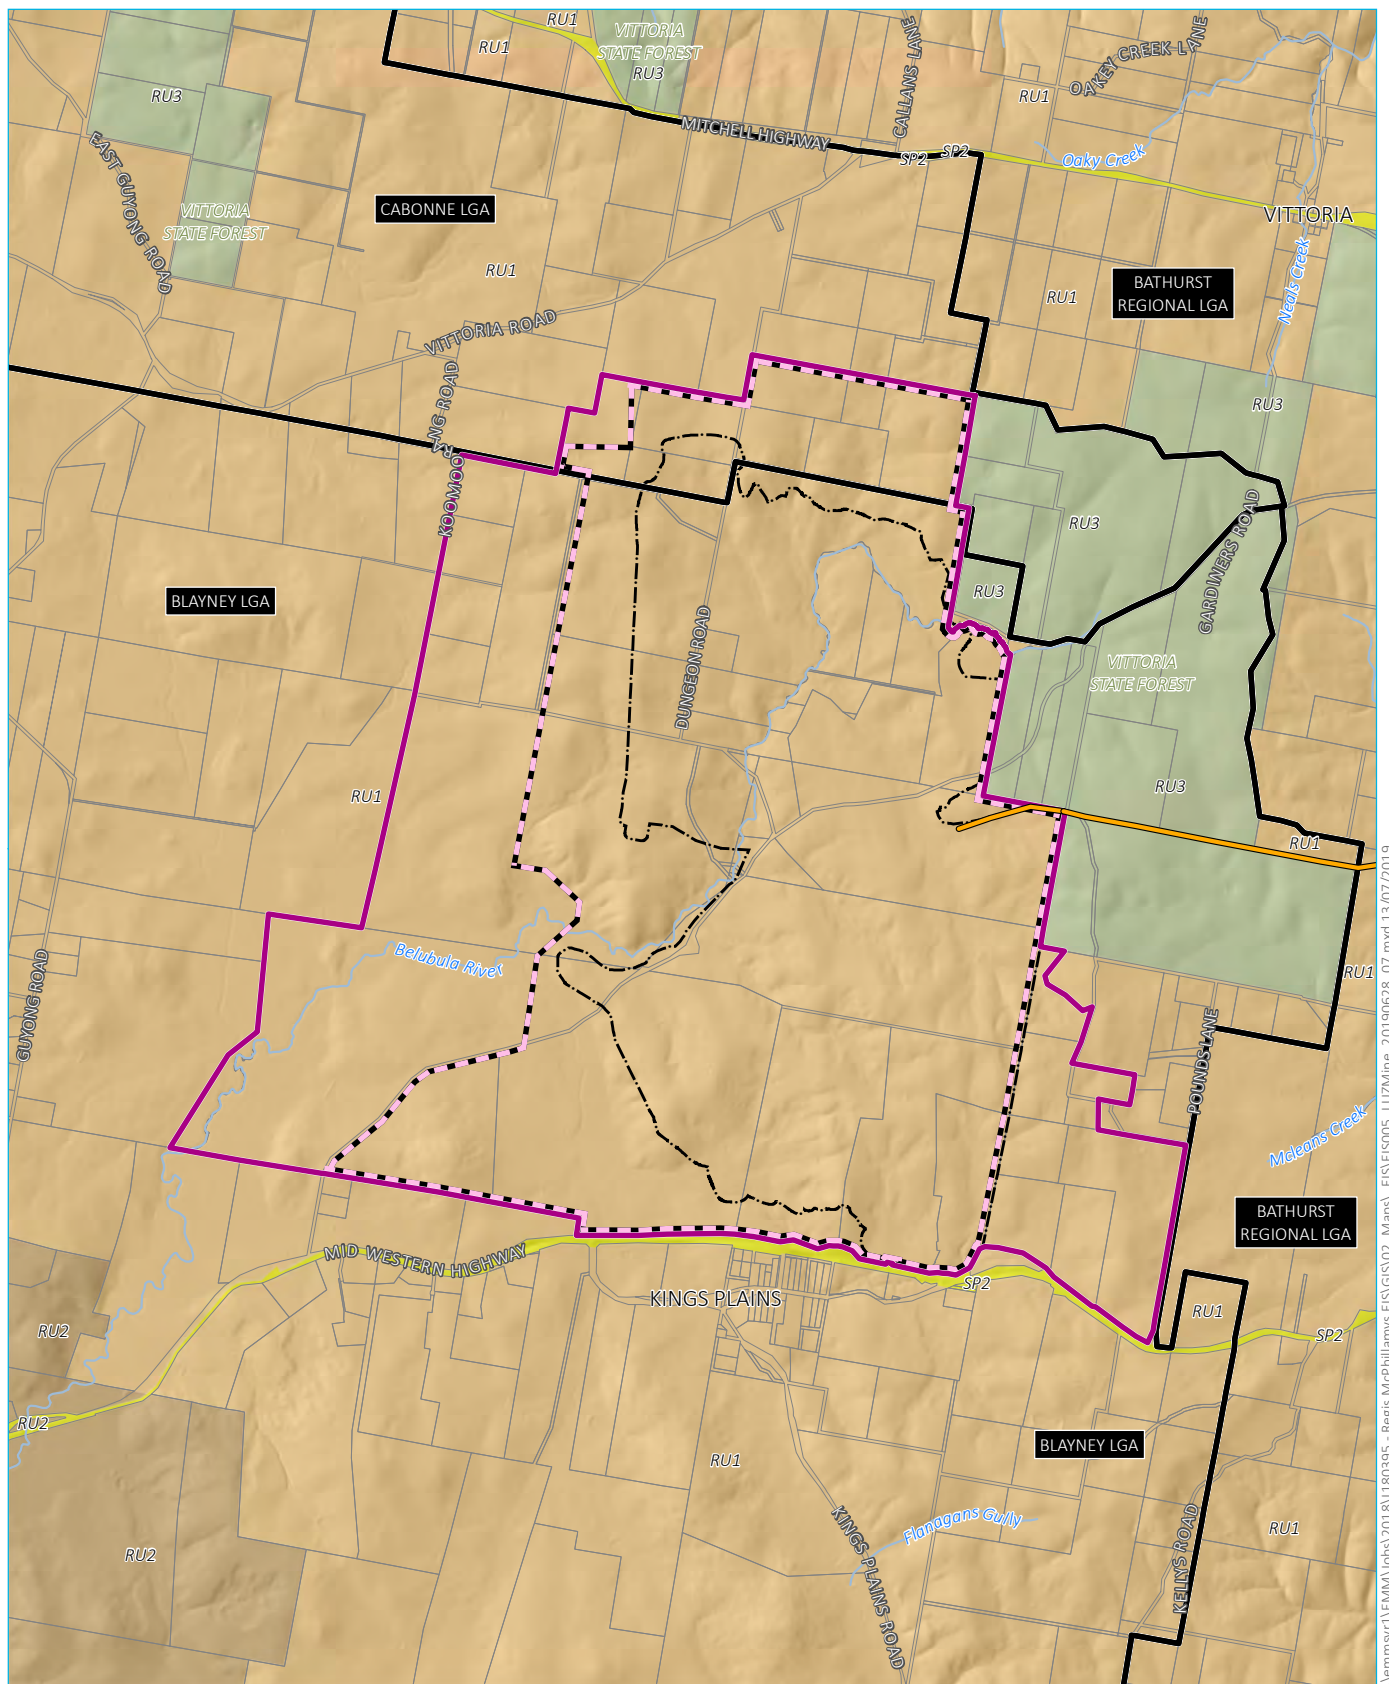 RU1
VITTORIA
STATE FOREST
RU1
RU3
CALLANS LANE
OAKEY CREEK LANE
RU3
RU1
MITCHELL HIGHWAY
SP2
SP2
Oaky Creek
EAST GUYONG ROAD
VITTORIA
STATE FOREST
CABONNE LGA
VITTORIA
RU1
BATHURST
REGIONAL LGA
RU1
Neals Creek
VITTORIA ROAD
KOOMOORANG ROAD
RU3
RU3
GARDINERS ROAD
BLAYNEY LGA
RU3
DUNGEON ROAD
VITTORIA
STATE FOREST
RU1
RU3
RU1
Belubula River
GUYONG ROAD
RU1
POUNDS LANE
Mcleans Creek
BATHURST
REGIONAL LGA
MID WESTERN HIGHWAY
SP2
KINGS PLAINS
RU1
RU2
SP2
RU2
BLAYNEY LGA
RU1
Flanagans Gully
RU1
KINGS PLAINS ROAD
KELLYS ROAD
RU2